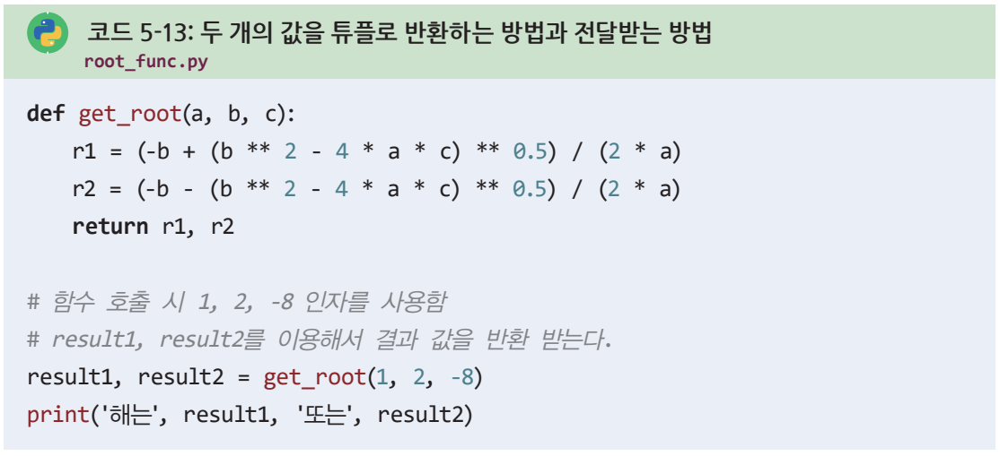 코드 5-13: 두 개의 값을 튜플로 반환하는 방법과 전달받는 방법
root_func.py
def get_root(a, b, c):
    r1 = (-b + (b ** 2 - 4 * a * c) ** 0.5) / (2 * a)
    r2 = (-b - (b ** 2 - 4 * a * c) ** 0.5) / (2 * a)
    return r1, r2
# 함수 호출 시 1, 2, -8 인자를 사용함
# result1, result2를 이용해서 결과 값을 반환 받는다.
result1, result2 = get_root(1, 2, -8)
print('해는', result1, '또는', result2)